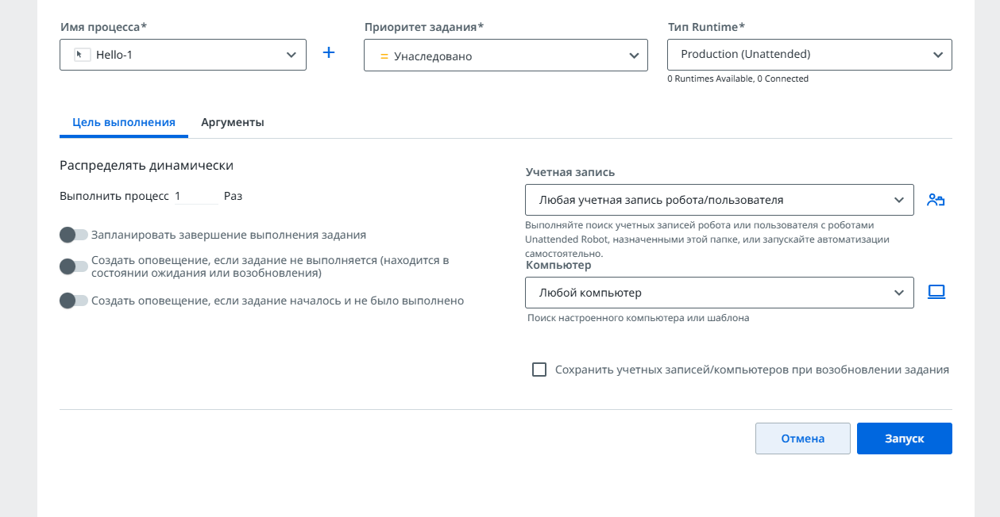 Имя процесса*
Приоритет задания*
Тип Runtime*
Hello-1
Унаследовано
Production (Unattended)
0 Runtimes Available, 0 Connected
Цель выполнения
Аргументы
Распределять динамически
Выполнить процесс 1 Раз
Запланировать завершение выполнения задания
Создать оповещение, если задание не выполняется (находится в
состоянии ожидания или возобновления)
Создать оповещение, если задание началось и не было выполнено
Учетная запись
Любая учетная запись робота/пользователя
Выполняйте поиск учетных записей робота или пользователя с роботами
Unattended Robot, назначенными этой папке, или запускайте автоматизации
самостоятельно.
Компьютер
Любой компьютер
Поиск настроенного компьютера или шаблона
Сохранить учетных записей/компьютеров при возобновлении задания
Отмена
Запуск